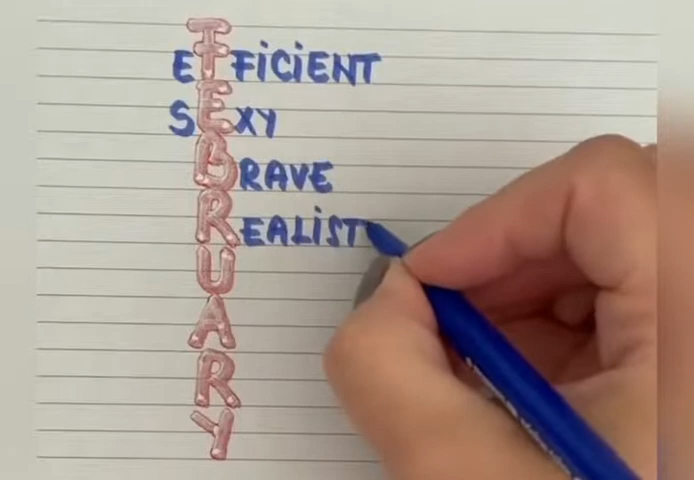 EFFiCiENT
SEXY
BRAVE
REALiST
U
A
R
Y